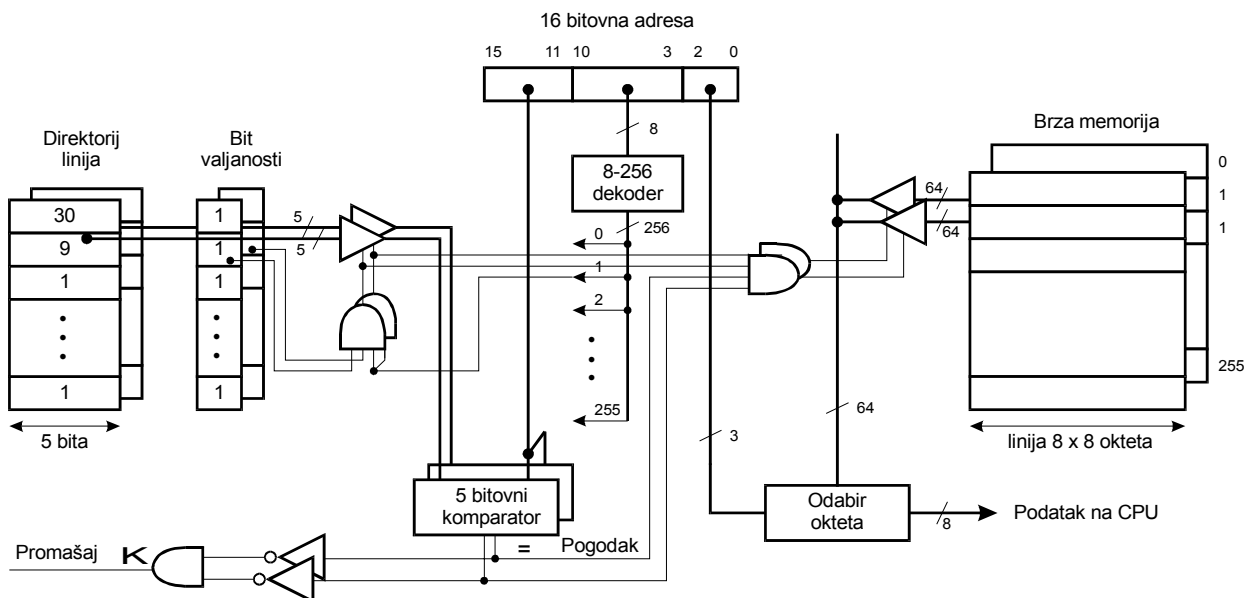 16 bitovna adresa
15 11 10 3 2 0
Direktorij
linija
Bit
valjanosti
Brza memorija
8
8-256
dekoder
256
30
9
1
1
5 bita
1
1
1
1
5
5
0
1
2
255
64
64
0
1
1
255
linija 8 x 8 okteta
64
3
5 bitovni
komparator
Odabir
okteta
8
Podatak na CPU
= Pogodak
Promašaj
K